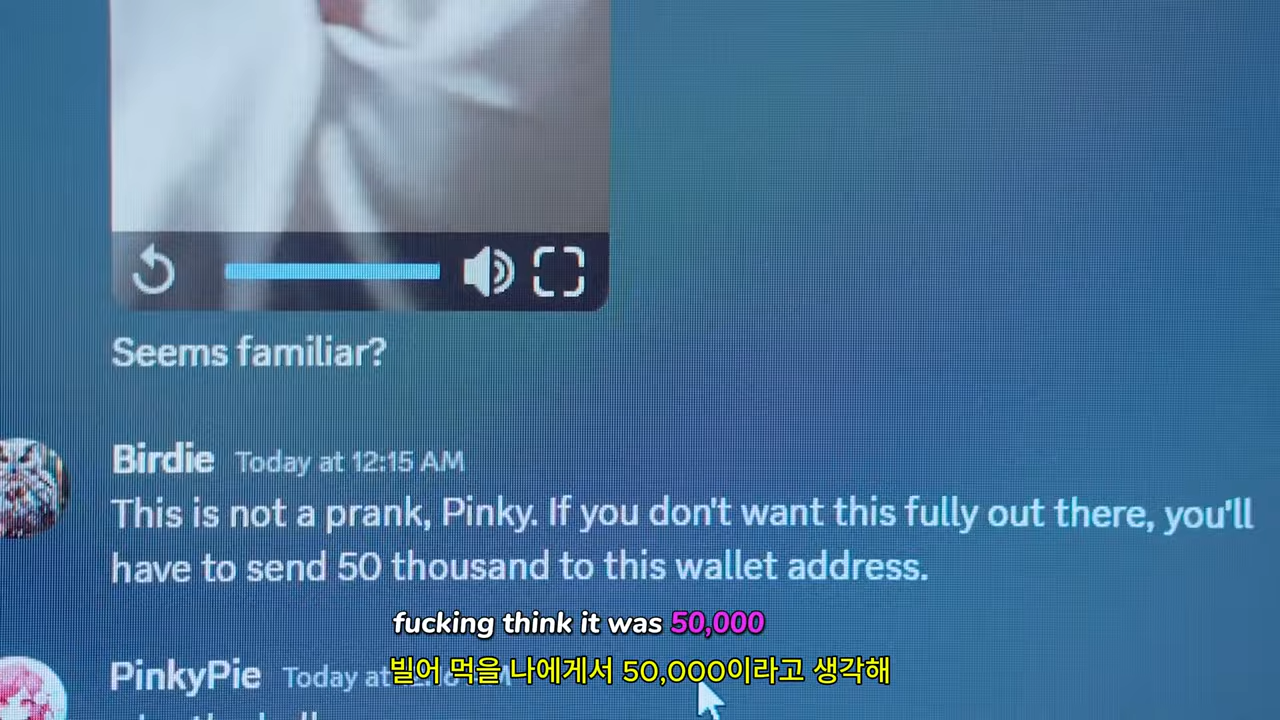 Seems familiar?
Birdie Today at 12:15 AM
This is not a prank, Pinky. If you don't want this fully out there, you'll
have to send 50 thousand to this wallet address.
fucking think it was 50,000
PinkyPie Today at
빌어 먹을 나에게서 50,000이라고 생각해